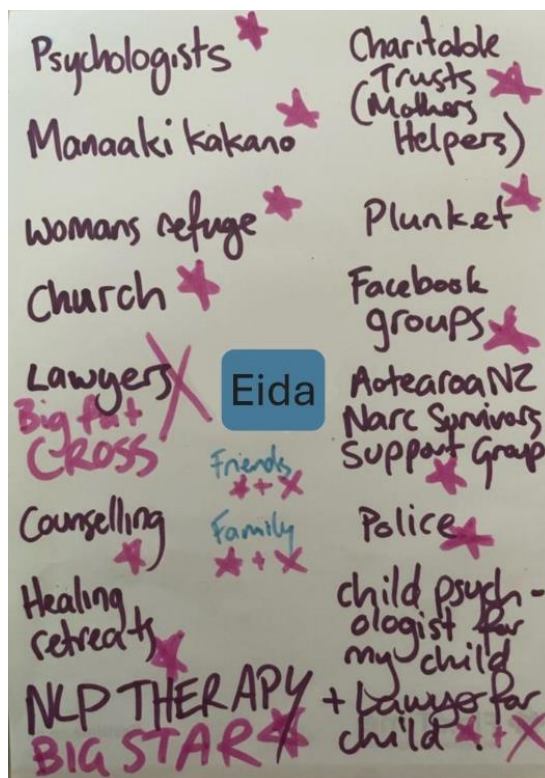 Psychologists
Manaaki kakano
womans refuge
Church
Lawyers
Big fat
CROSS
Counselling
Healing
retreats
NLP THERAPY
BIG STAR
Eida
Friends
+
Family
+
Charitable
Trusts
(Mothers
Helpers)
Plunket
Facebook
groups
Aotearoa NZ
Narc Survivors
Support Group
Police
child psych-
ologist for
my child
+ Lawyer for
child +